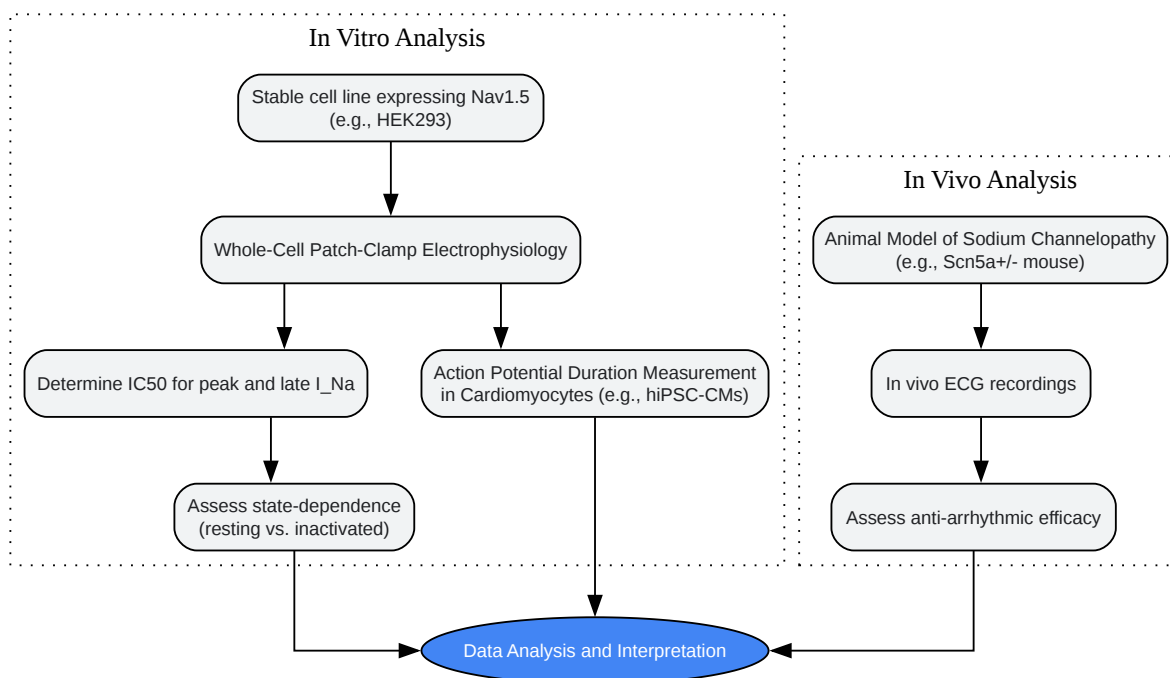 In Vitro Analysis
Stable cell line expressing Nav1.5
(e.g., HEK293)
Whole-Cell Patch-Clamp Electrophysiology
Determine IC50 for peak and late I_Na
Action Potential Duration Measurement
in Cardiomyocytes (e.g., hiPSC-CMs)
Assess state-dependence
(resting vs. inactivated)
In Vivo Analysis
Animal Model of Sodium Channelopathy
(e.g., Scn5a+/- mouse)
In vivo ECG recordings
Assess anti-arrhythmic efficacy
Data Analysis and Interpretation